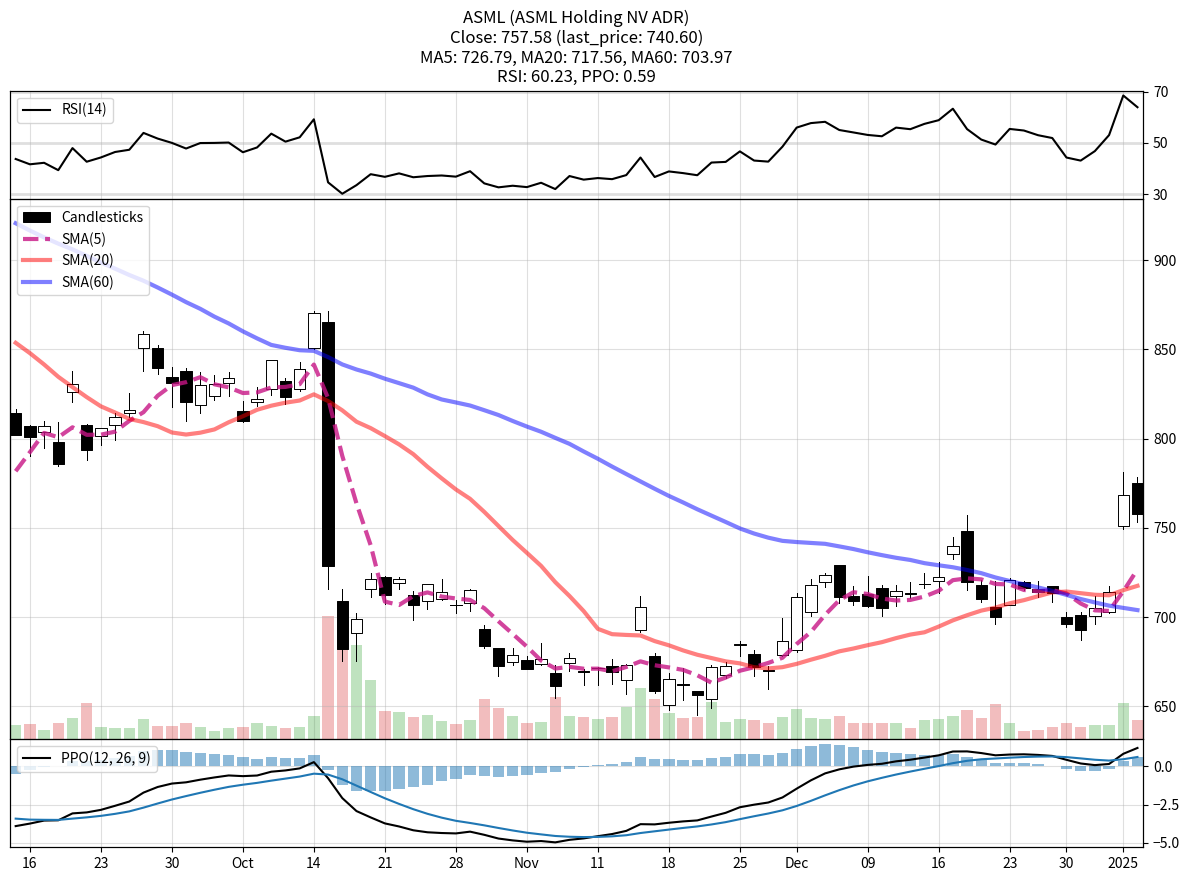 ASML (ASML Holding NV ADR)
Close: 757.58 (last_price: 740.60)
MA5: 726.79, MA20: 717.56, MA60: 703.97
RSI: 60.23, PPO: 0.59
RSI(14)
70
50
30
Candlesticks
SMA(5)
SMA(20)
SMA(60)
900
850
800
750
700
650
PPO(12, 26, 9)
0.0
−2.5
−5.0
16 23 30 Oct 14 21 28 Nov 11 18 25 Dec 09 16 23 30 2025